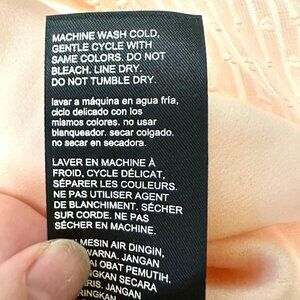 MACHINE WASH COLD,
GENTLE CYCLE WITH
SAME COLORS. DO NOT
BLEACH. LINE DRY.
DO NOT TUMBLE DRY.
lavar a máquina en agua fría,
ciclo delicado con los
mismos colores. no usar
blanqueador. secar colgado.
no secar en secadora.
LAVER EN MACHINE À
FROID, CYCLE DÉLICAT,
SÉPARER LES COULEURS.
NE PAS UTILISER AGENT
DE BLANCHIMENT. SÉCHER
SUR CORDE. NE PAS
SÉCHER EN MACHINE.
MESIN AIR DINGIN,
WARNA. JANGAN
OBAT PEMUTIH.
SECARA
JANGAN